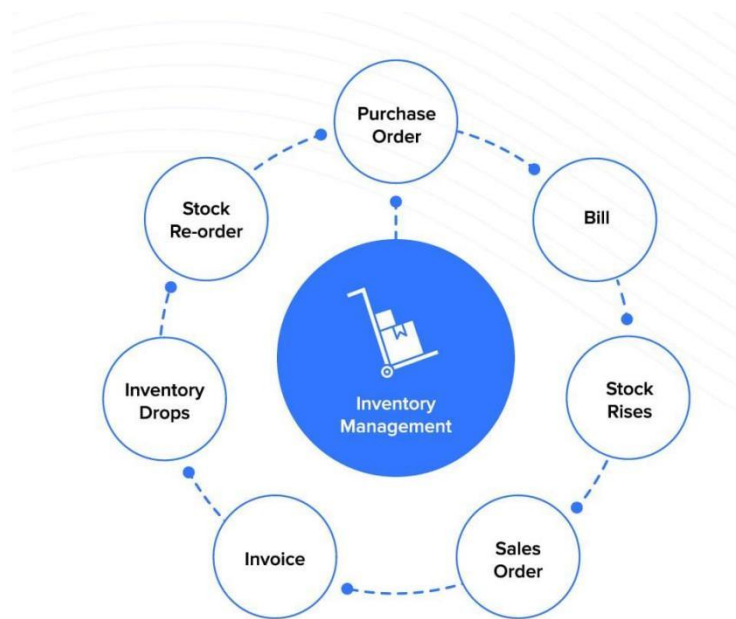 Purchase
Order
Bill
Stock
Rises
Sales
Order
Invoice
Inventory
Drops
Stock
Re-order
Inventory
Management